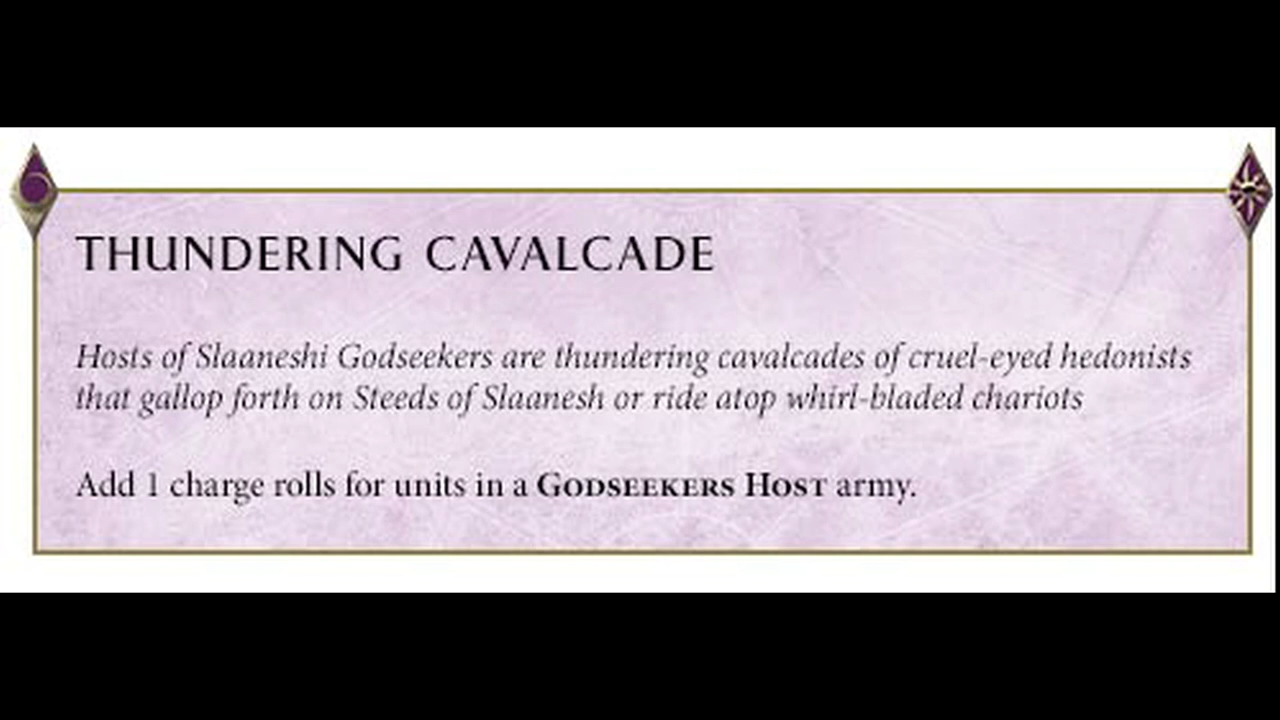 THUNDERING CAVALCADE
Hosts of Slaaneshi Godseekers are thundering cavalcades of cruel-eyed hedonists
that gallop forth on Steeds of Slaanesh or ride atop whirl-bladed chariots
Add 1 charge rolls for units in a GODSEEKERS HOST army.